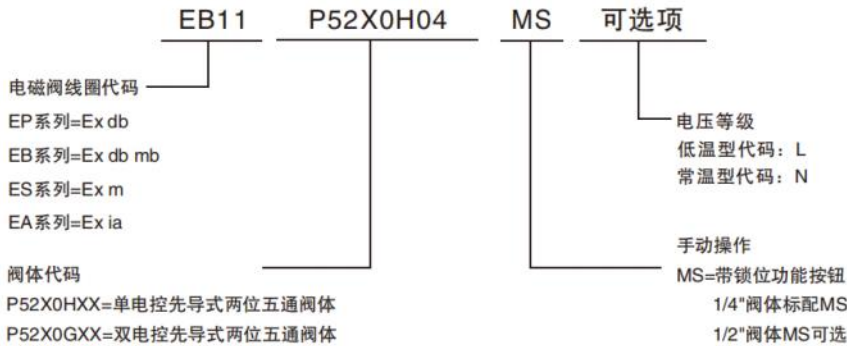 EB11 P52X0H04 MS 可选项
电磁阀线圈代码
EP系列=Ex db
EB系列=Ex db mb
ES系列=Ex m
EA系列=Ex ia
阀体代码
P52X0HXX=单电控先导式两位五通阀体
P52X0GXX=双电控先导式两位五通阀体
电压等级
低温型代码：L
常温型代码：N
手动操作
MS=带锁位功能按钮
1/4"阀体标配MS
1/2"阀体MS可选